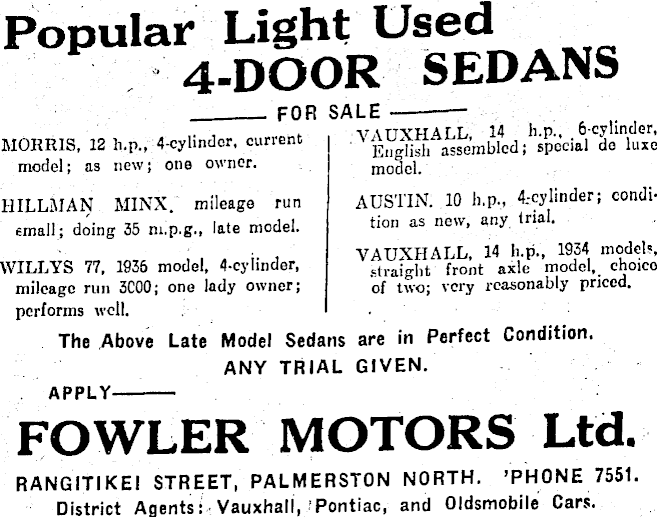 Popular Light Used
4-DOOR SEDANS
FOR SALE
MORRIS, 12 h.p., 4-cylinder, current
model; as new; one owner.
HILLMAN MINX. mileage run
small; doing 35 m.p.g., late model.
WILLYS 77, 1936 model, 4-cylinder,
mileage run 3000; one lady owner;
performs well.
VAUXHALL, 14 h.p., 6-cylinder,
English assembled; special de luxe
model.
AUSTIN. 10 h.p., 4-cylinder; condi-
tion as new, any trial.
VAUXHALL, 14 h.p., 1934 models,
straight front axle model, choice
of two; very reasonably priced.
The Above Late Model Sedans are in Perfect Condition.
ANY TRIAL GIVEN.
APPLY
FOWLER MOTORS Ltd.
RANGITIKEI STREET, PALMERSTON NORTH. 'PHONE 7551.
District Agents: Vauxhall, Pontiac, and Oldsmobile Cars.